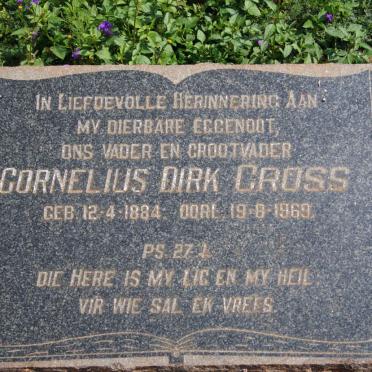 IN LIEFDEVOLLE HERINNERING AAN
MY DIERBARE EGGENOOT,
ONS VADER EN GROOTVADER
CORNELIUS DIRK CROSS
GEB. 12-4-1884. OORL. 19-8-1969.
PS. 27-1.
DIE HERE IS MY LIG EN MY HEIL.
VIR WIE SAL EK VREES.